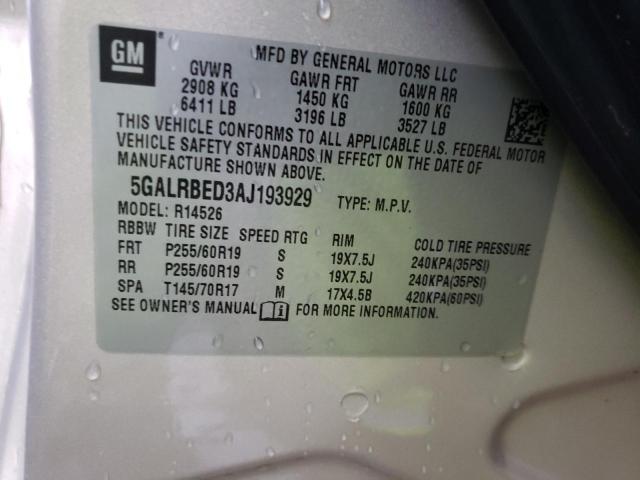 GM
MFD BY GENERAL MOTORS LLC
GVWR GAWR FRT GAWR RR
2908 KG 1450 KG 1600 KG
6411 LB 3196 LB 3527 LB
THIS VEHICLE CONFORMS TO ALL APPLICABLE U.S. FEDERAL MOTOR
VEHICLE SAFETY STANDARDS IN EFFECT ON THE DATE OF
MANUFACTURE SHOWN ABOVE.
5GALRBED3AJ193929 TYPE: M.P.V.
MODEL: R14526
RBBW TIRE SIZE SPEED RTG RIM COLD TIRE PRESSURE
FRT P255/60R19 S 19X7.5J 240KPA(35PSI)
RR P255/60R19 S 19X7.5J 240KPA(35PSI)
SPA T145/70R17 M 17X4.5B 420KPA(60PSI)
SEE OWNER'S MANUAL FOR MORE INFORMATION.